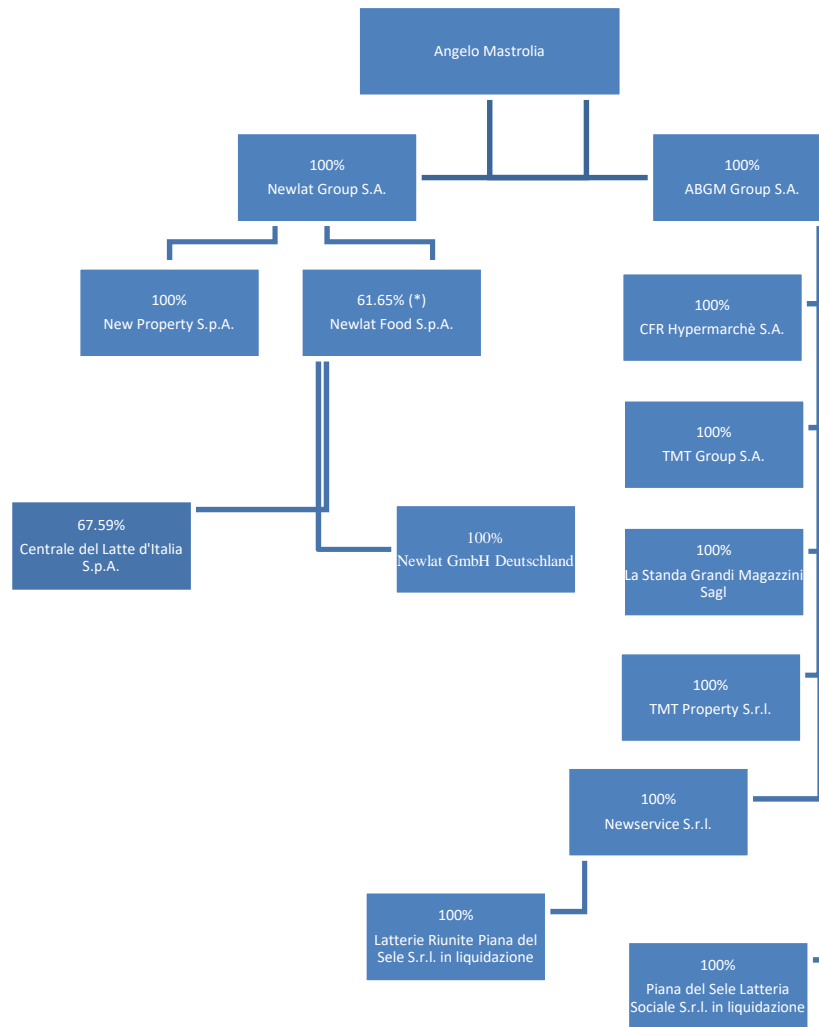 Angelo Mastrolia
100%
Newlat Group S.A.
100%
ABGM Group S.A.
100%
New Property S.p.A.
61.65% (*)
Newlat Food S.p.A.
100%
CFR Hypermarchè S.A.
100%
TMT Group S.A.
67.59%
Centrale del Latte d'Italia
S.p.A.
100%
Newlat GmbH Deutschland
100%
La Standa Grandi Magazzini
Sagl
100%
TMT Property S.r.l.
100%
Newservice S.r.l.
100%
Latterie Riunite Piana del
Sele S.r.l. in liquidazione
100%
Piana del Sele Latteria
Sociale S.r.l. in liquidazione